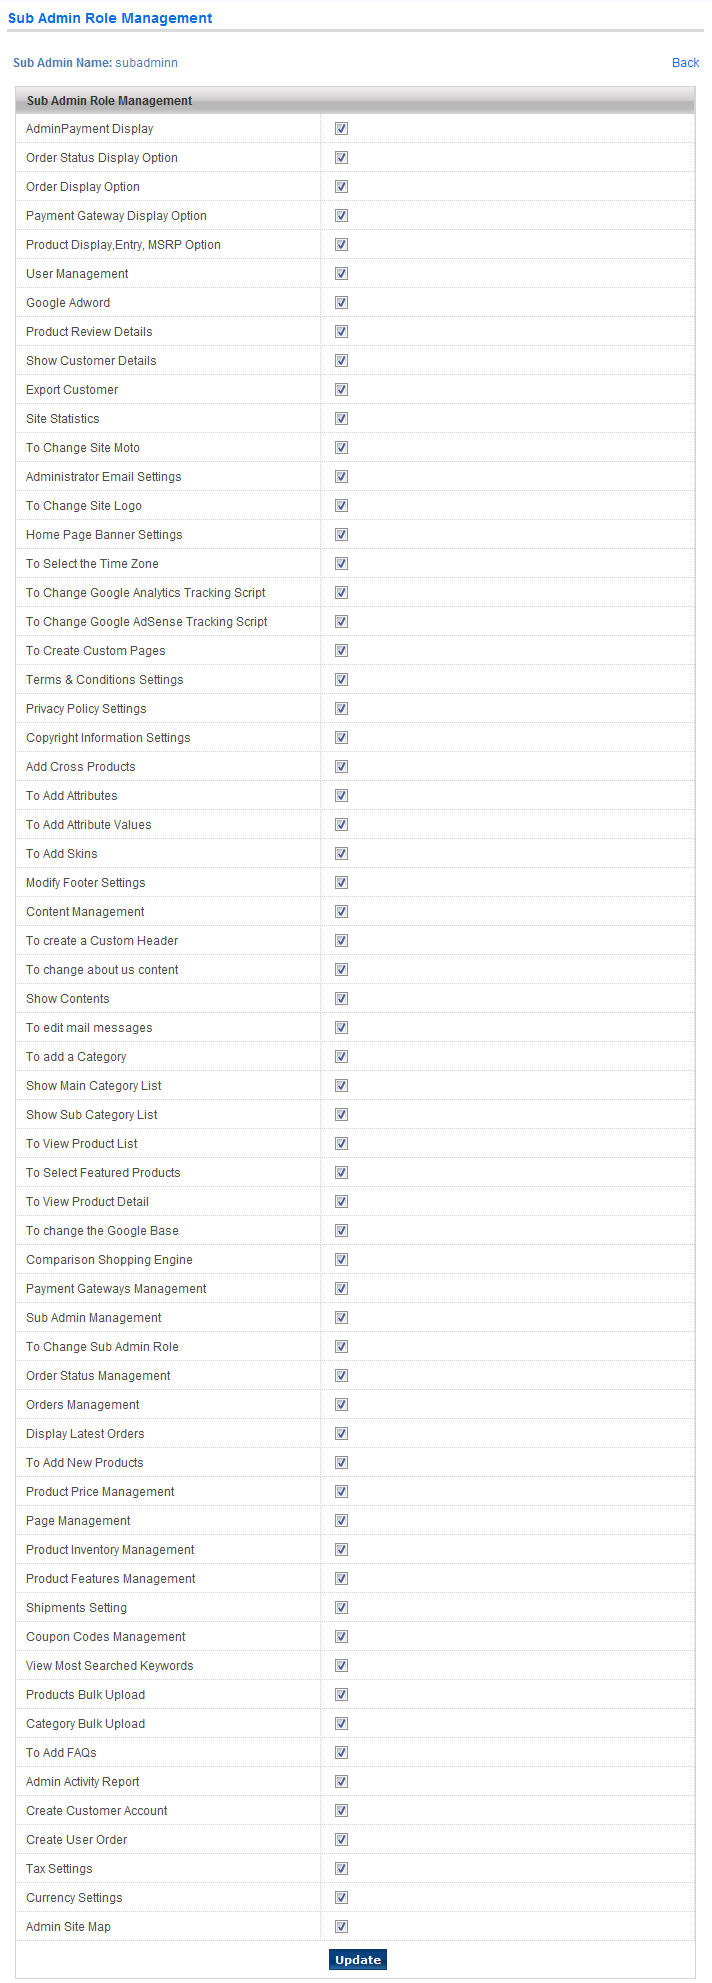 Sub Admin Role Management
Sub Admin Name: subadminn Back
Sub Admin Role Management
AdminPayment Display
Order Status Display Option
Order Display Option
Payment Gateway Display Option
Product Display,Entry, MSRP Option
User Management
Google Adword
Product Review Details
Show Customer Details
Export Customer
Site Statistics
To Change Site Moto
Administrator Email Settings
To Change Site Logo
Home Page Banner Settings
To Select the Time Zone
To Change Google Analytics Tracking Script
To Change Google AdSense Tracking Script
To Create Custom Pages
Terms & Conditions Settings
Privacy Policy Settings
Copyright Information Settings
Add Cross Products
To Add Attributes
To Add Attribute Values
To Add Skins
Modify Footer Settings
Content Management
To create a Custom Header
To change about us content
Show Contents
To edit mail messages
To add a Category
Show Main Category List
Show Sub Category List
To View Product List
To Select Featured Products
To View Product Detail
To change the Google Base
Comparison Shopping Engine
Payment Gateways Management
Sub Admin Management
To Change Sub Admin Role
Order Status Management
Orders Management
Display Latest Orders
To Add New Products
Product Price Management
Page Management
Product Inventory Management
Product Features Management
Shipments Setting
Coupon Codes Management
View Most Searched Keywords
Products Bulk Upload
Category Bulk Upload
To Add FAQs
Admin Activity Report
Create Customer Account
Create User Order
Tax Settings
Currency Settings
Admin Site Map
Update